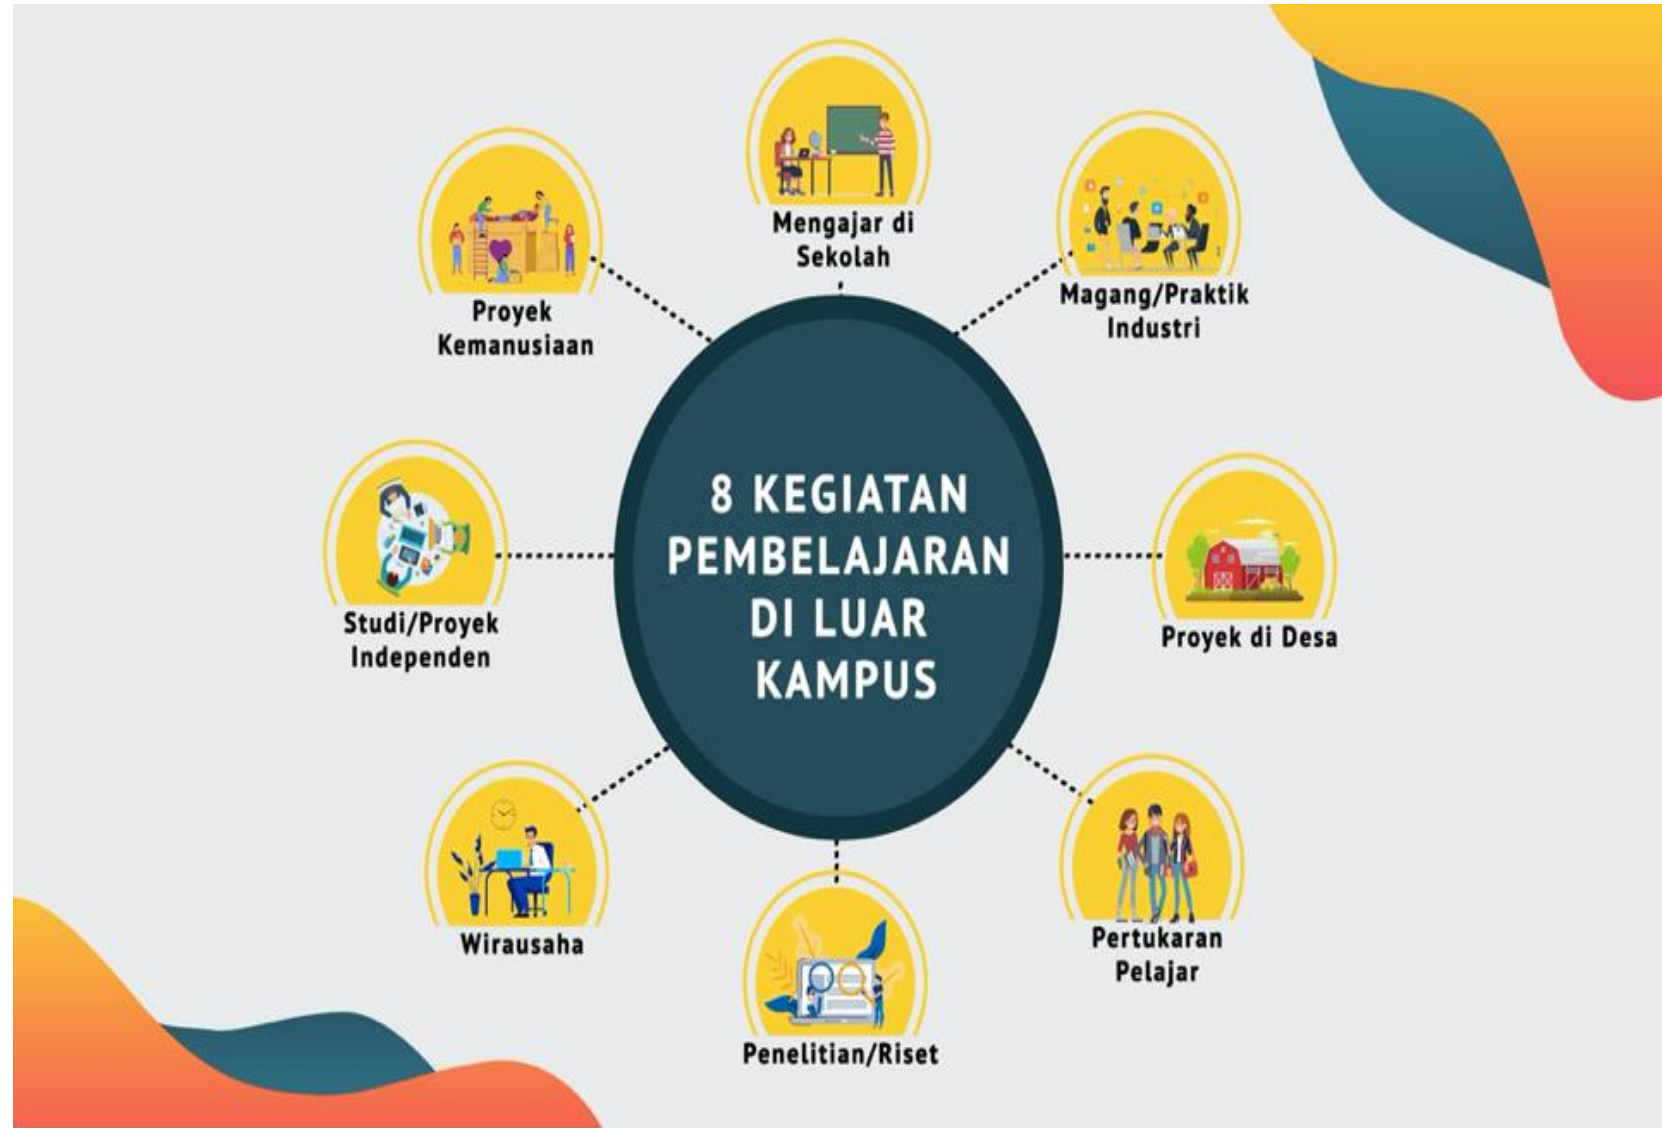 8 KEGIATAN
PEMBELAJARAN
DI LUAR
KAMPUS
Mengajar di
Sekolah
Magang/Praktik
Industri
Proyek di Desa
Pertukaran
Pelajar
Penelitian/Riset
Wirausaha
Studi/Proyek
Independen
Proyek
Kemanusiaan